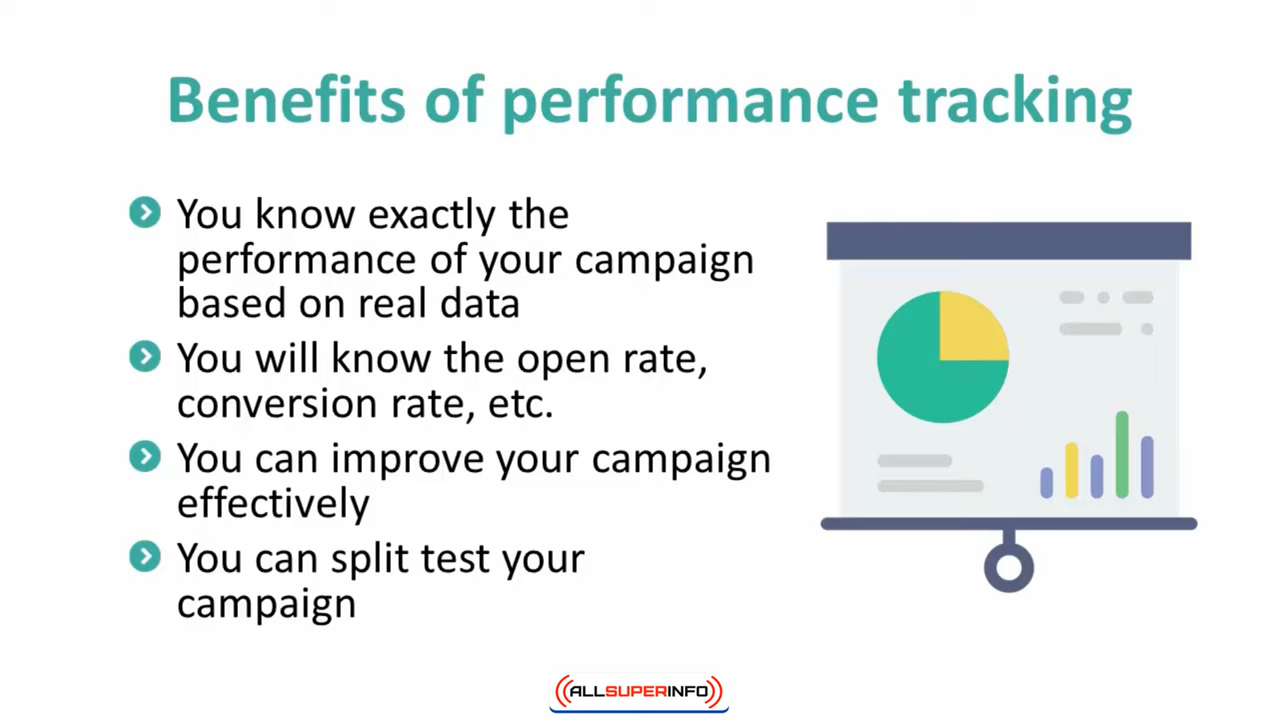 Benefits of performance tracking
You know exactly the
performance of your campaign
based on real data
You will know the open rate,
conversion rate, etc.
You can improve your campaign
effectively
You can split test your
campaign
ALLSUPERINFO